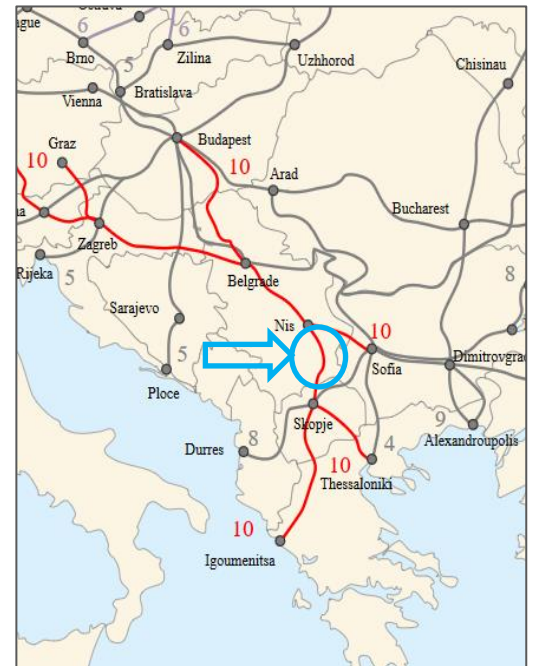 ague
6
6
Brno
Zilina
Uzhhorod
5
Chisinau
Vienna
Bratislava
Graz
Budapest
10
10
Arad
Bucharest
Zagreb
Rijeka
5
Belgrade
8
Sarajevo
Nis
10
5
Sofia
Dimitrovgra
Ploce
Skopje
9
Durres
8
4
Alexandroupolis
10
Thessaloniki
10
Igoumenitsa